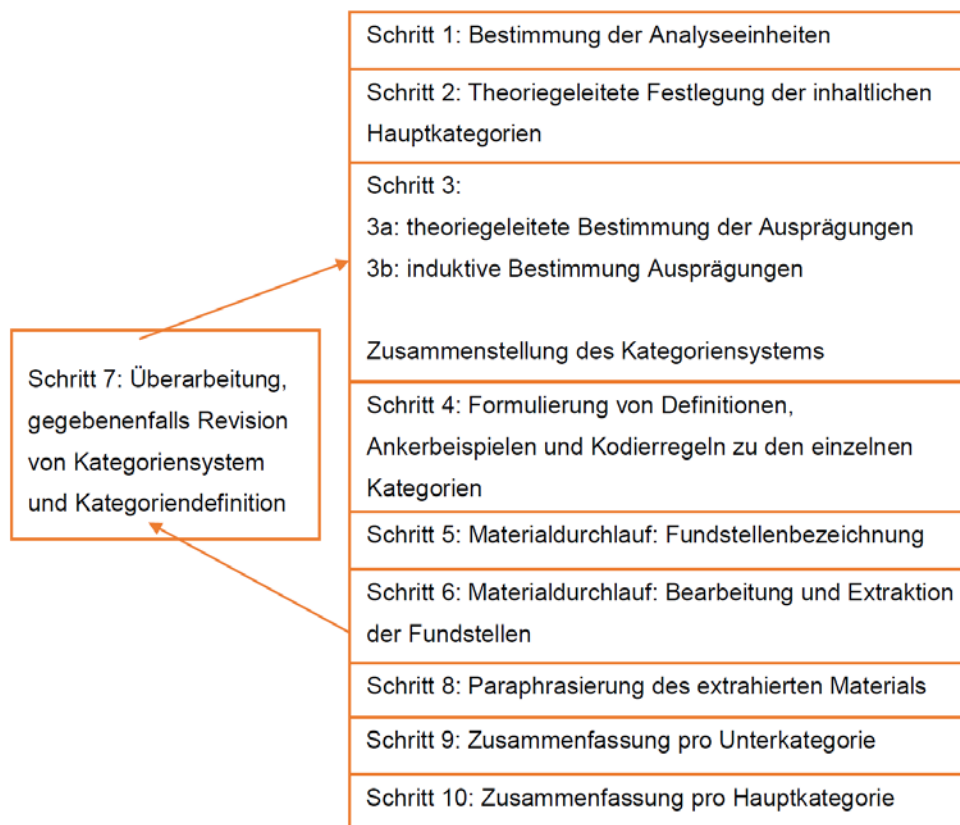 Schritt 1: Bestimmung der Analyseeinheiten
Schritt 2: Theoriegeleitete Festlegung der inhaltlichen
Hauptkategorien
Schritt 3:
3a: theoriegeleitete Bestimmung der Ausprägungen
3b: induktive Bestimmung Ausprägungen
Zusammenstellung des Kategoriensystems
Schritt 4: Formulierung von Definitionen,
Ankerbeispielen und Kodierregeln zu den einzelnen
Kategorien
Schritt 5: Materialdurchlauf: Fundstellenbezeichnung
Schritt 6: Materialdurchlauf: Bearbeitung und Extraktion
der Fundstellen
Schritt 7: Überarbeitung,
gegebenenfalls Revision
von Kategoriensystem
und Kategoriendefinition
Schritt 8: Paraphrasierung des extrahierten Materials
Schritt 9: Zusammenfassung pro Unterkategorie
Schritt 10: Zusammenfassung pro Hauptkategorie